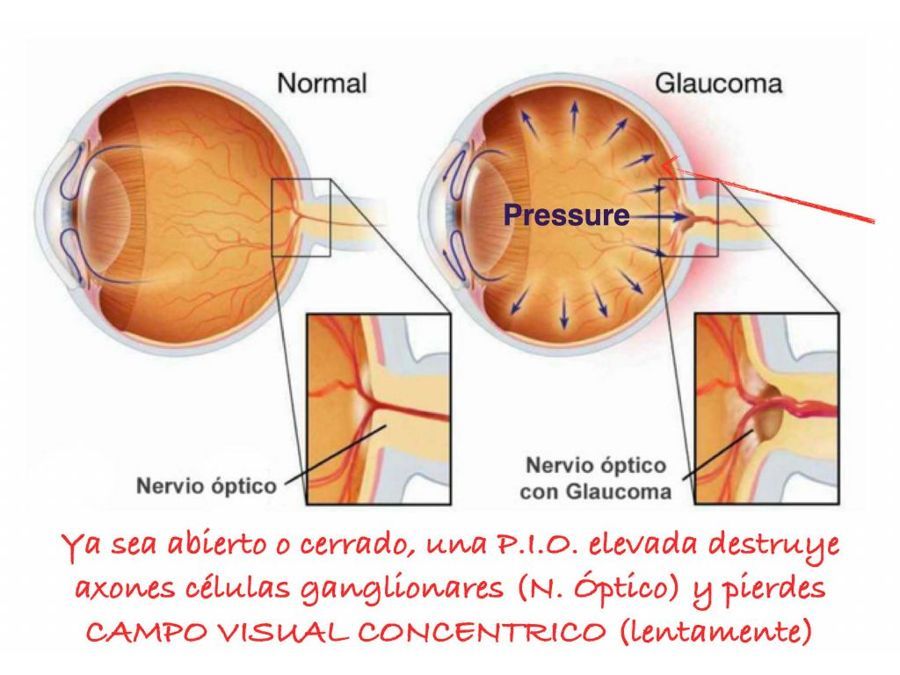 Normal
Glaucoma
Pressure
Nervio óptico
Nervio óptico
con Glaucoma
Ya sea abierto o cerrado, una P.I.O. elevada destruye
axones células ganglionares (N. Óptico) y pierdes
CAMPO VISUAL CONCENTRICO (lentamente)